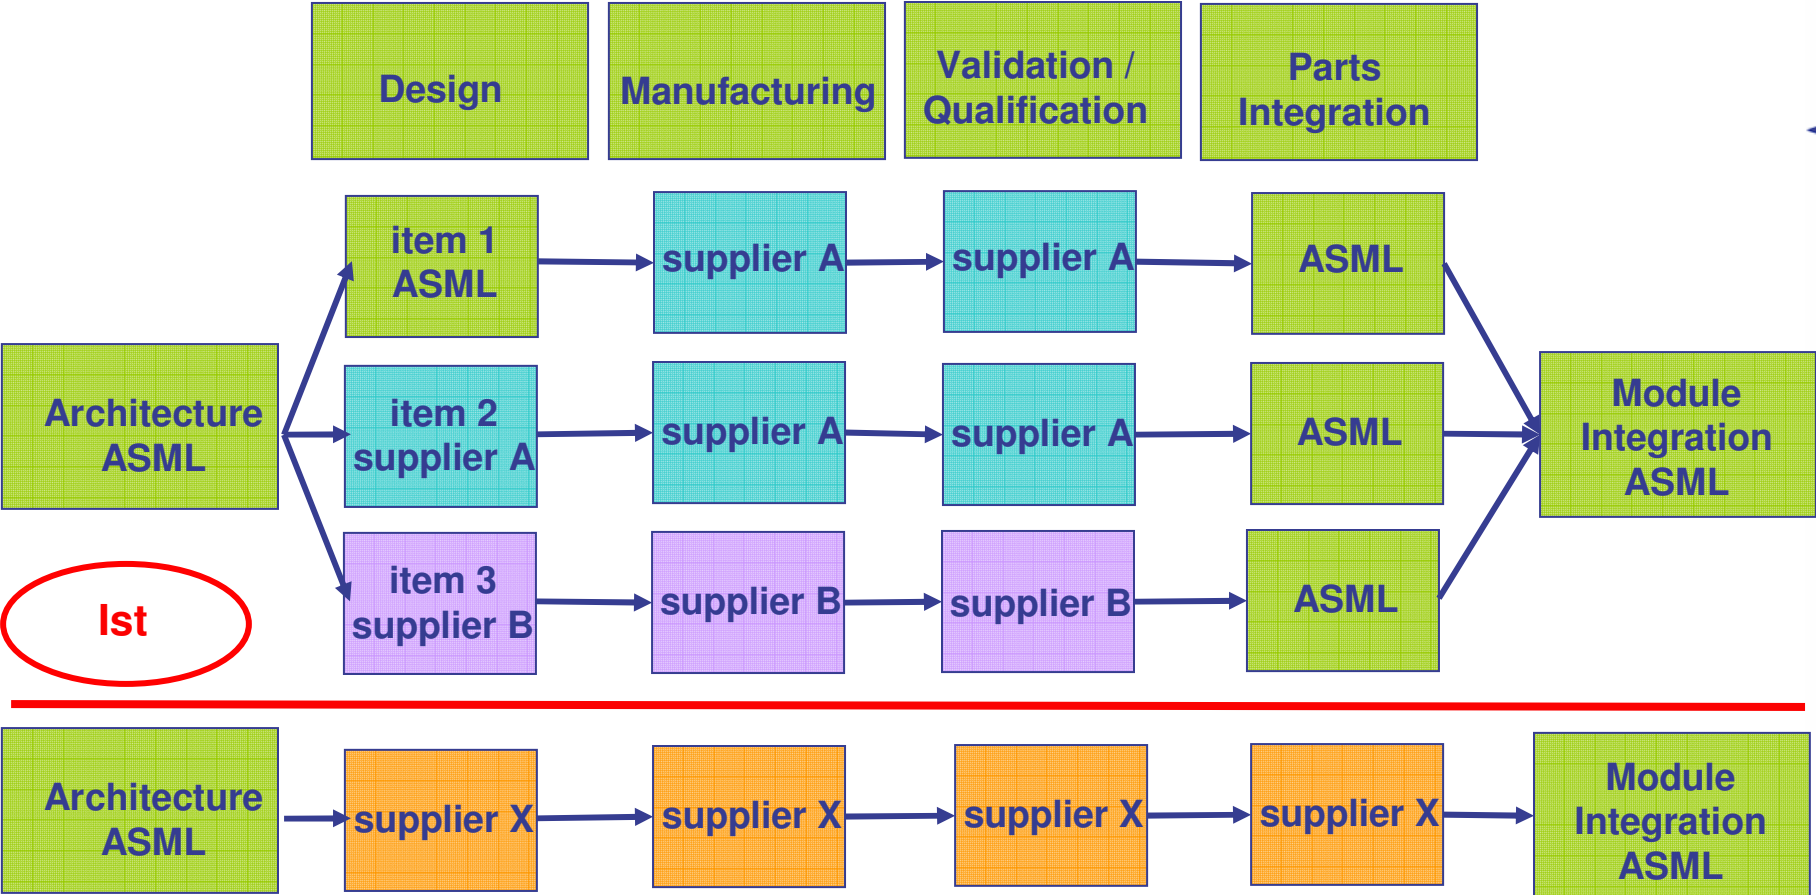 Design
Manufacturing
Validation /
Qualification
Parts
Integration
item 1
ASML
supplier A
supplier A
ASML
Architecture
ASML
item 2
supplier A
supplier A
supplier A
ASML
Module
Integration
ASML
item 3
supplier B
supplier B
supplier B
ASML
Ist
Architecture
ASML
supplier X
supplier X
supplier X
supplier X
Module
Integration
ASML